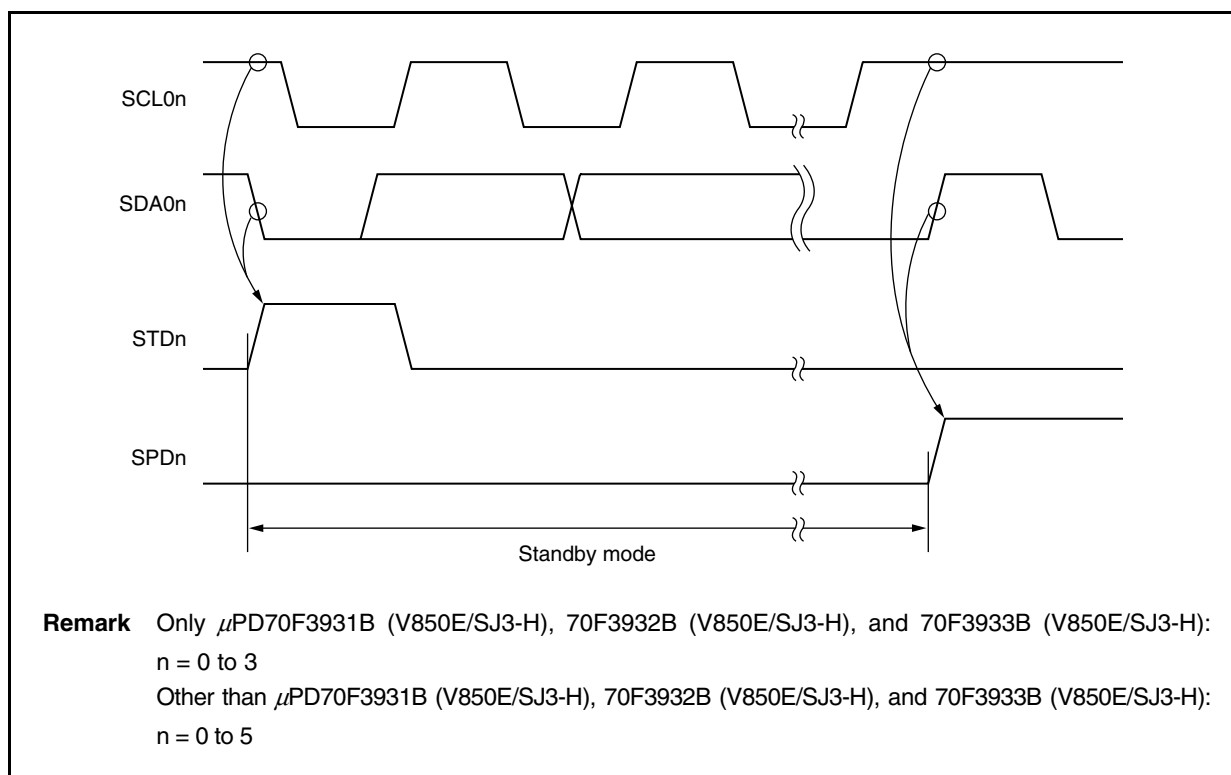 SCL0n
SDA0n
STDn
SPDn
Standby mode
Remark Only μPD70F3931B (V850E/SJ3-H), 70F3932B (V850E/SJ3-H), and 70F3933B (V850E/SJ3-H):
n = 0 to 3
Other than μPD70F3931B (V850E/SJ3-H), 70F3932B (V850E/SJ3-H), and 70F3933B (V850E/SJ3-H):
n = 0 to 5